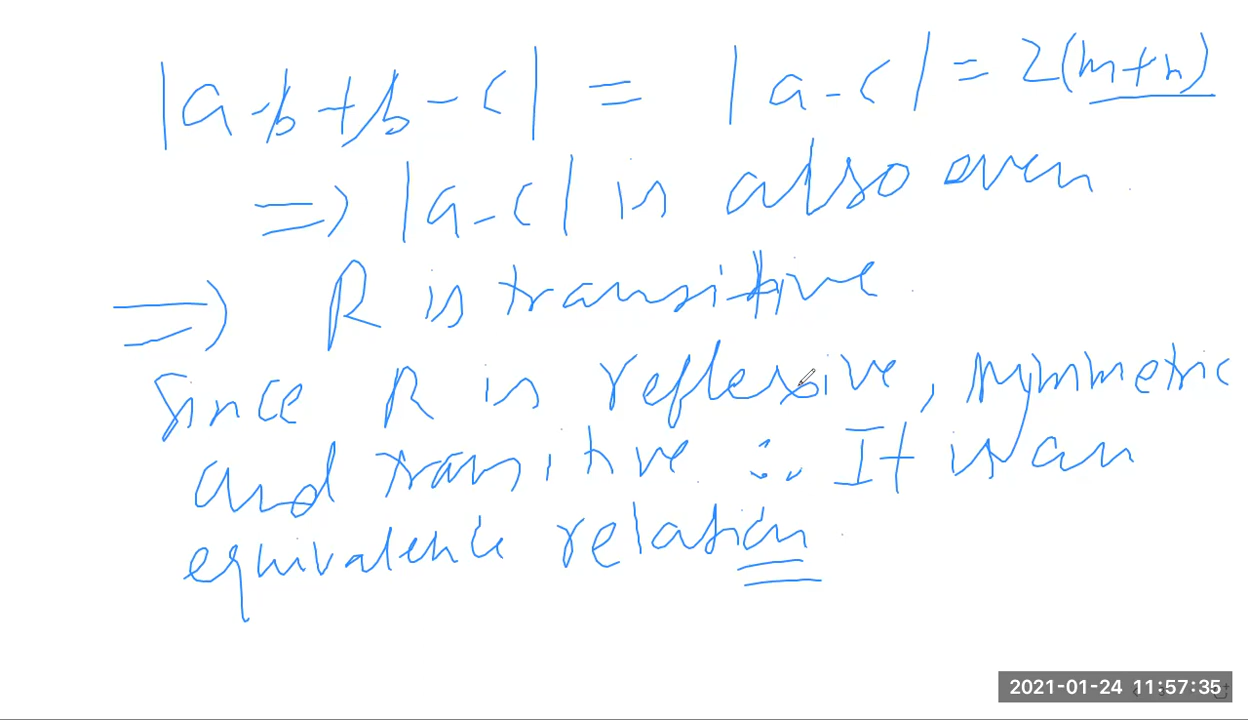 |a-b+b-c| = |a-c| = 2(m+n)
⇒ |a-c| is also even
⇒ R is transitive
Since R is reflexive, symmetric
and transitive ∴ It is an
equivalence relation
2021-01-24 11:57:35